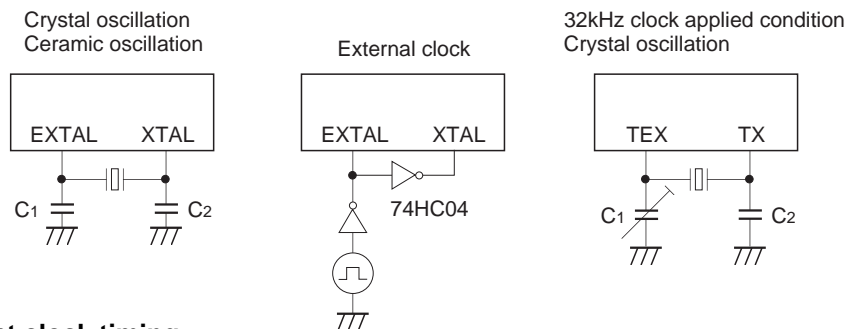 Crystal oscillation
Ceramic oscillation
EXTAL XTAL
C1 C2
External clock
EXTAL XTAL
74HC04
32kHz clock applied condition
Crystal oscillation
TEX TX
C1 C2